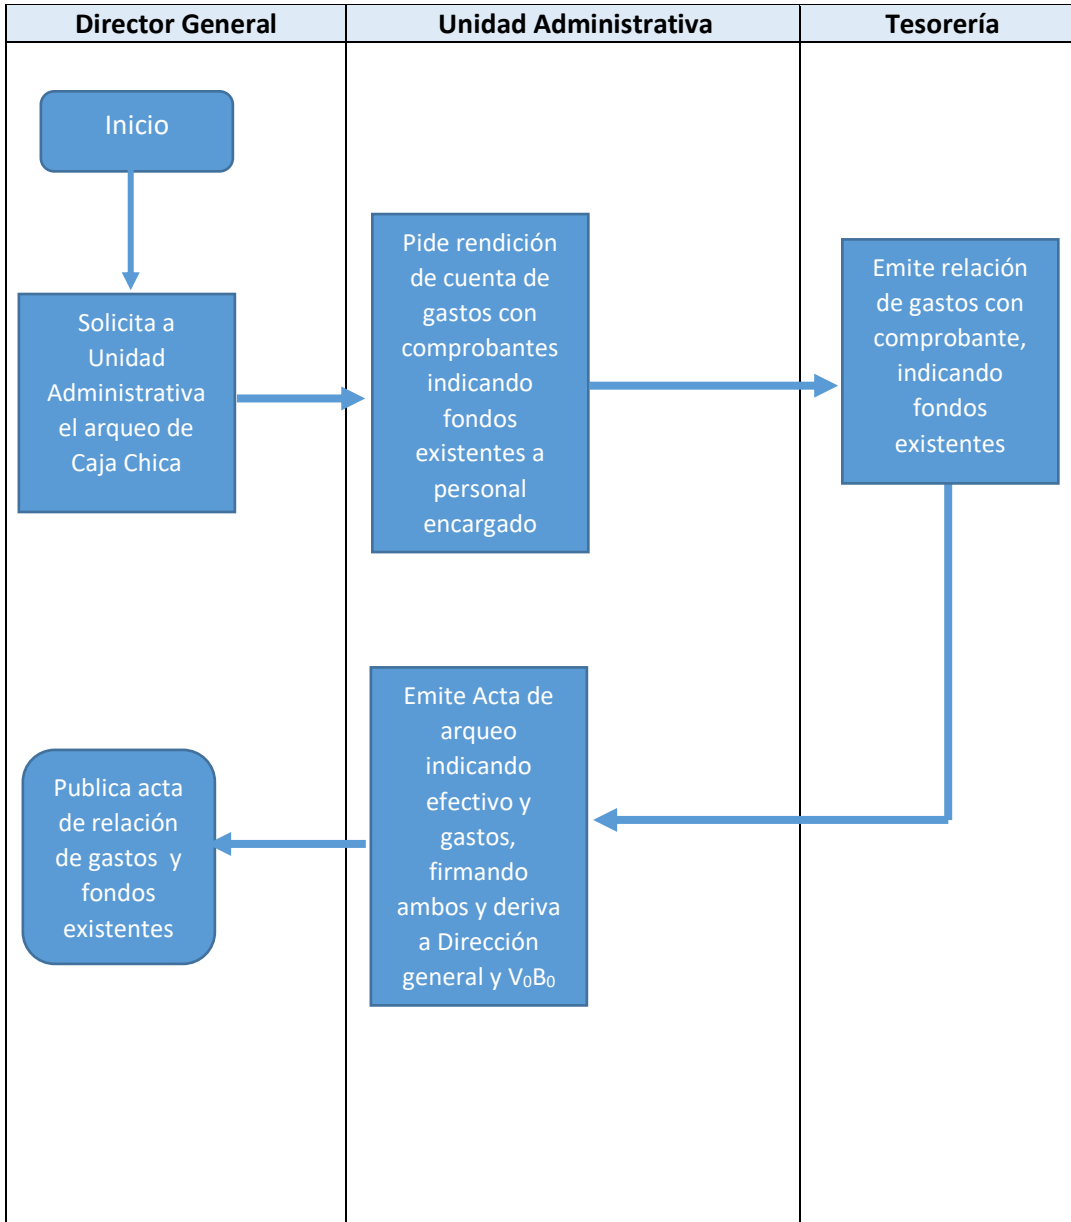 Director General
Unidad Administrativa
Tesorería
Inicio
Solicita a
Unidad
Administrativa
el arqueo de
Caja Chica
Pide rendición
de cuenta de
gastos con
comprobantes
indicando
fondos
existentes a
personal
encargado
Emite relación
de gastos con
comprobante,
indicando
fondos
existentes
Emite Acta de
arqueo
indicando
efectivo y
gastos,
firmando
ambos y deriva
a Dirección
general y V₀B₀
Publica acta
de relación
de gastos y
fondos
existentes